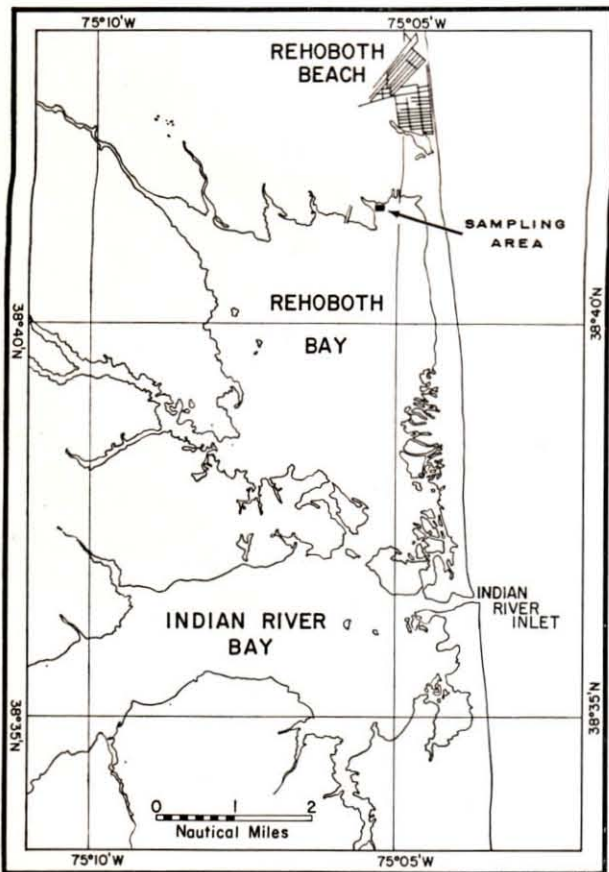 75°10'W 75°05'W
REHOBOTH
BEACH
SAMPLING
AREA
REHOBOTH
BAY
38°40'N 38°40'N
INDIAN
RIVER
INLET
INDIAN RIVER
BAY
38°35'N 38°35'N
0 1 2
Nautical Miles
75°10'W 75°05'W